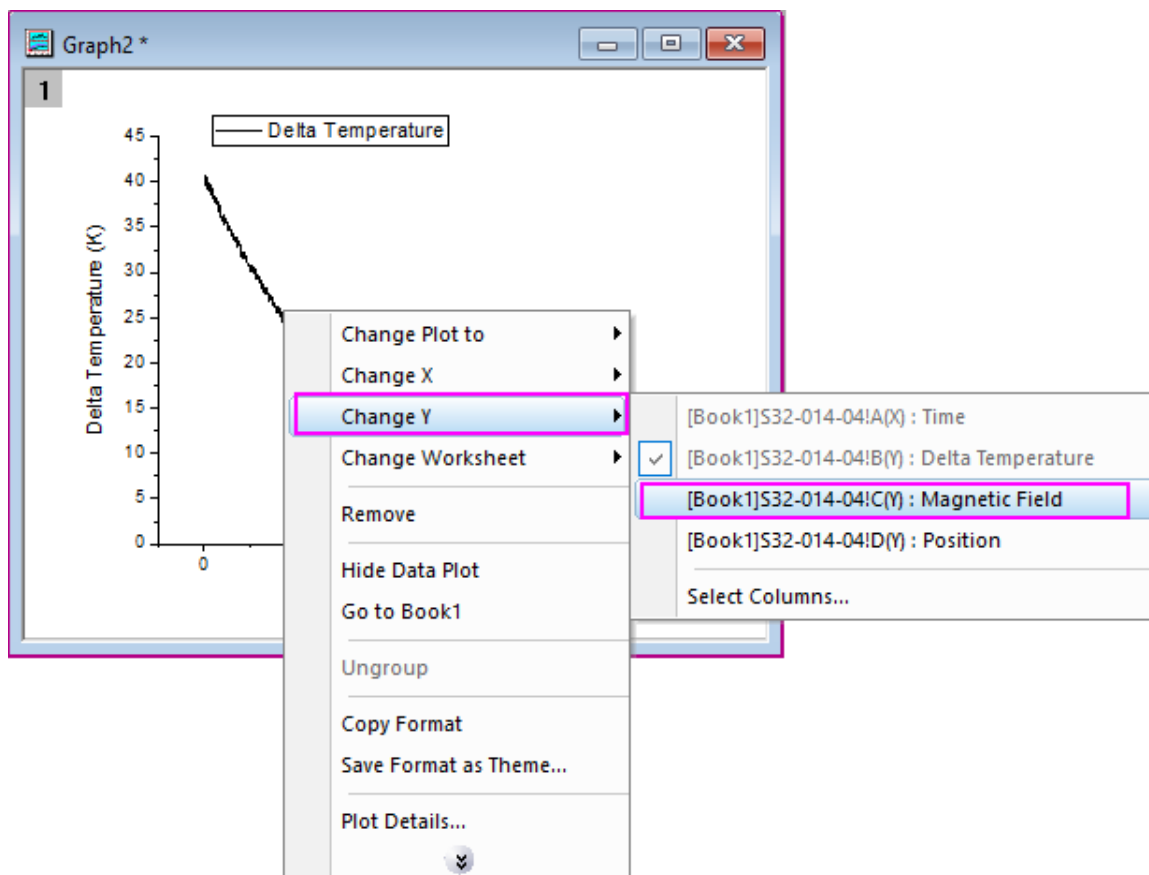 Graph2 *
1
Delta Temperature
45
40
35
30
25
20
15
10
5
0
Delta Temperature (K)
0
Change Plot to
Change X
Change Y
Change Worksheet
Remove
Hide Data Plot
Go to Book1
Ungroup
Copy Format
Save Format as Theme...
Plot Details...
[Book1]S32-014-04!A(X) : Time
[Book1]S32-014-04!B(Y) : Delta Temperature
[Book1]S32-014-04!C(Y) : Magnetic Field
[Book1]S32-014-04!D(Y) : Position
Select Columns...